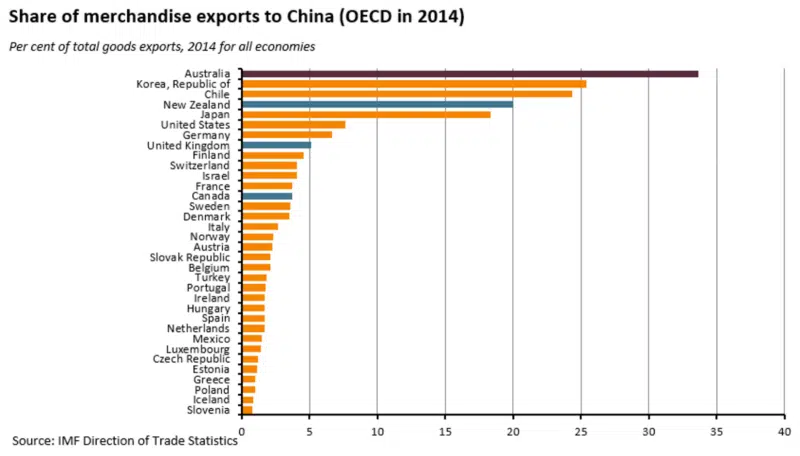 Share of merchandise exports to China (OECD in 2014)
Per cent of total goods exports, 2014 for all economies
Australia
Korea, Republic of
Chile
New Zealand
Japan
United States
Germany
United Kingdom
Finland
Switzerland
Israel
France
Canada
Sweden
Denmark
Italy
Norway
Austria
Slovak Republic
Belgium
Turkey
Portugal
Ireland
Hungary
Spain
Netherlands
Mexico
Luxembourg
Czech Republic
Estonia
Greece
Poland
Iceland
Slovenia
0 5 10 15 20 25 30 35 40
Source: IMF Direction of Trade Statistics